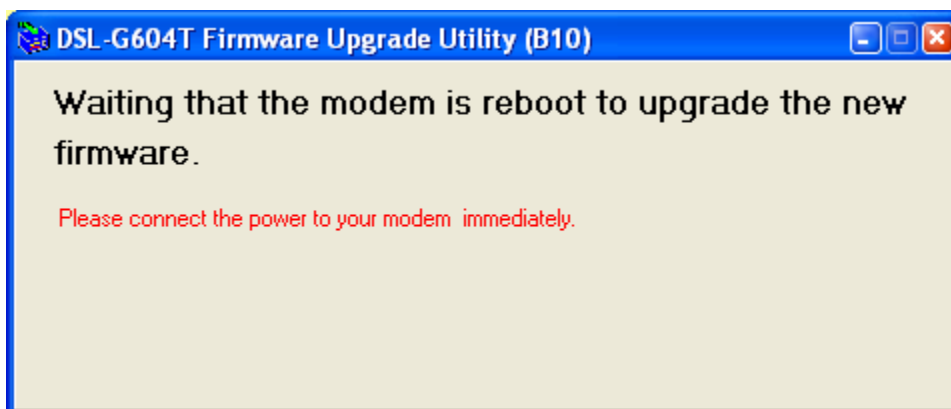 DSL-G604T Firmware Upgrade Utility (B10)
Waiting that the modem is reboot to upgrade the new
firmware.
Please connect the power to your modem  immediately.